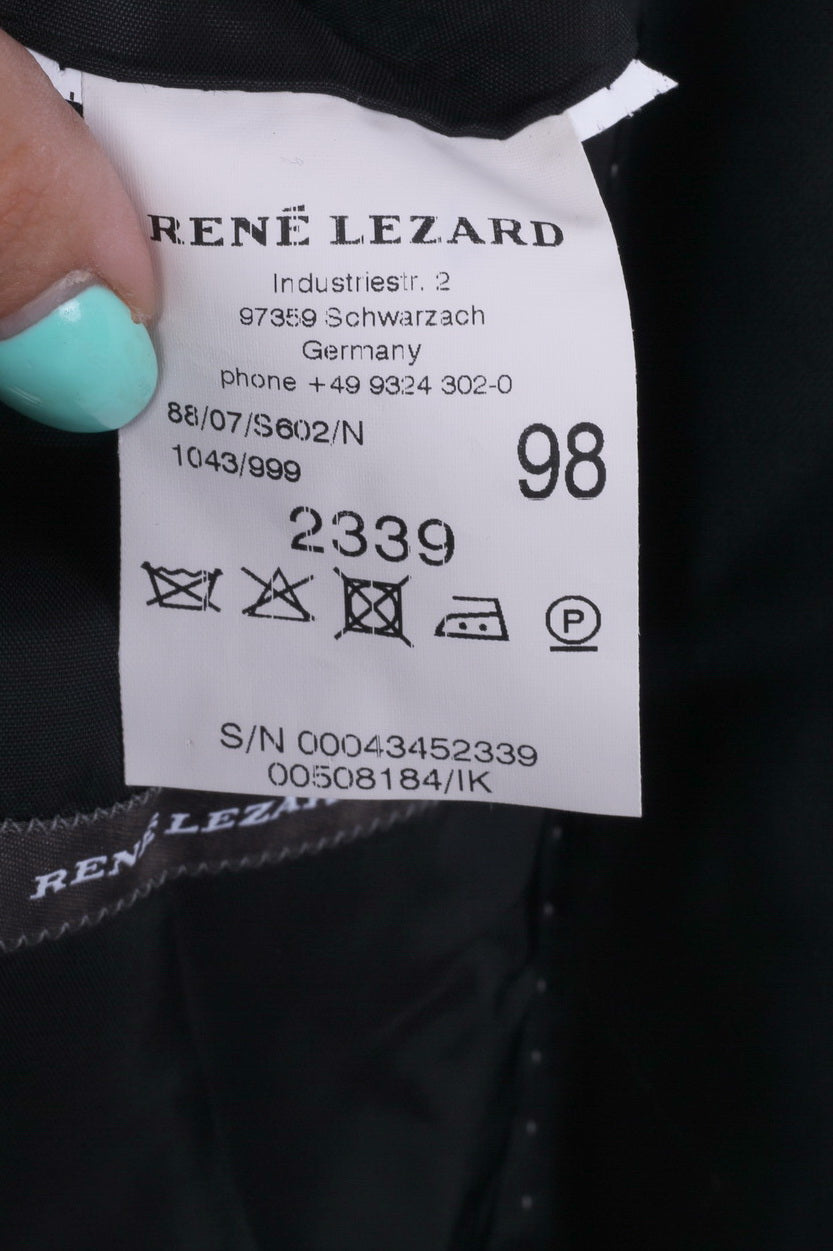 RENÉ LEZARD
Industriestr. 2
97359 Schwarzach
Germany
phone +49 9324 302-0
88/07/S602/N
1043/999
98
2339
P
S/N 00043452339
00508184/IK
RENÉ LEZAR